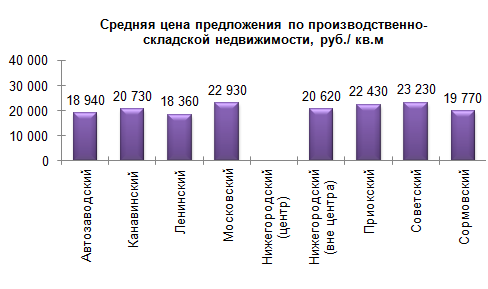 Средняя цена предложения по производственно-
складской недвижимости, руб./ кв.м
40 000
30 000
20 000
10 000
0
18 940
20 730
18 360
22 930
20 620
22 430
23 230
19 770
Автозаводский
Канавинский
Ленинский
Московский
Нижегородский
(центр)
Нижегородский
(вне центра)
Приокский
Советский
Сормовский